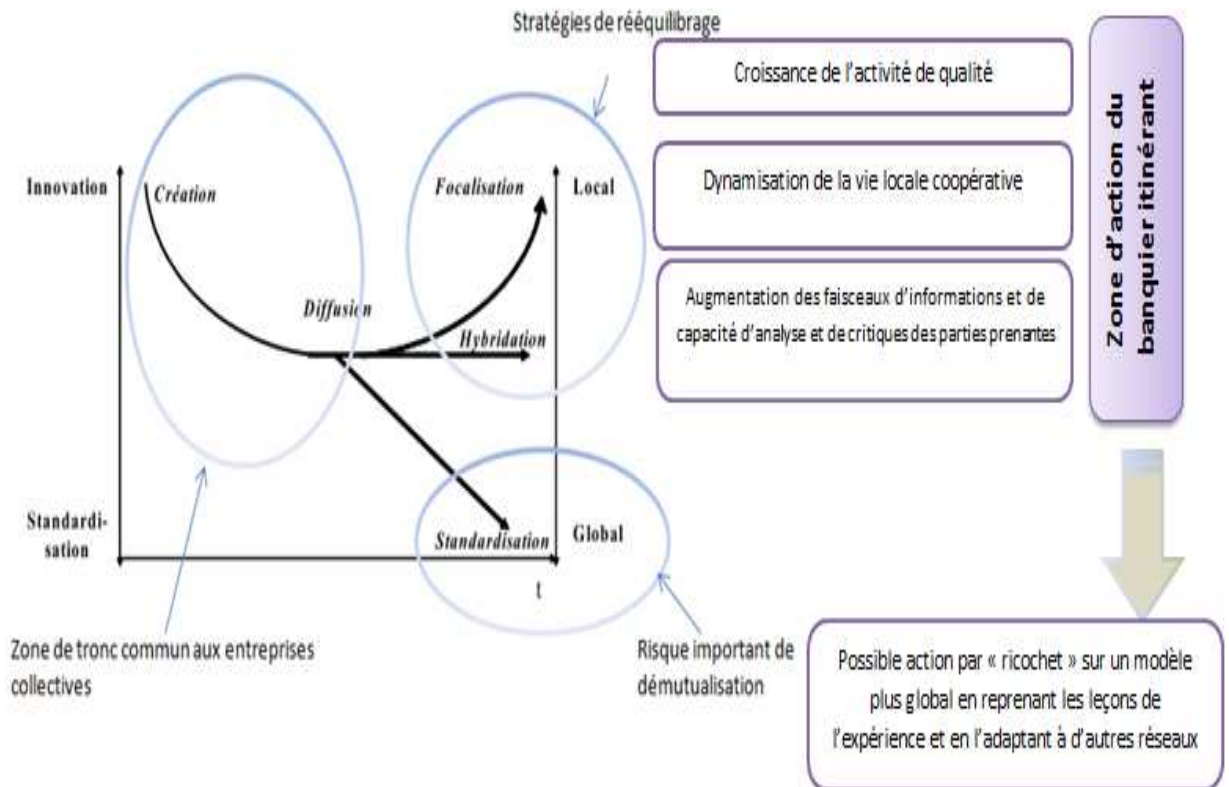 Stratégies de rééquilibrage
Croissance de l'activité de qualité
Dynamisation de la vie locale coopérative
Augmentation des faisceaux d'informations et de
capacité d'analyse et de critiques des parties prenantes
Zone d'action du
banquier itinérant
Innovation
Création
Focalisation
Local
Diffusion
Hybridation
Standardi-
sation
Standardisation
Global
t
Zone de tronc commun aux entreprises
collectives
Risque important de
démutualisation
Possible action par « ricochet » sur un modèle
plus global en reprenant les leçons de
l'expérience et en l'adaptant à d'autres réseaux